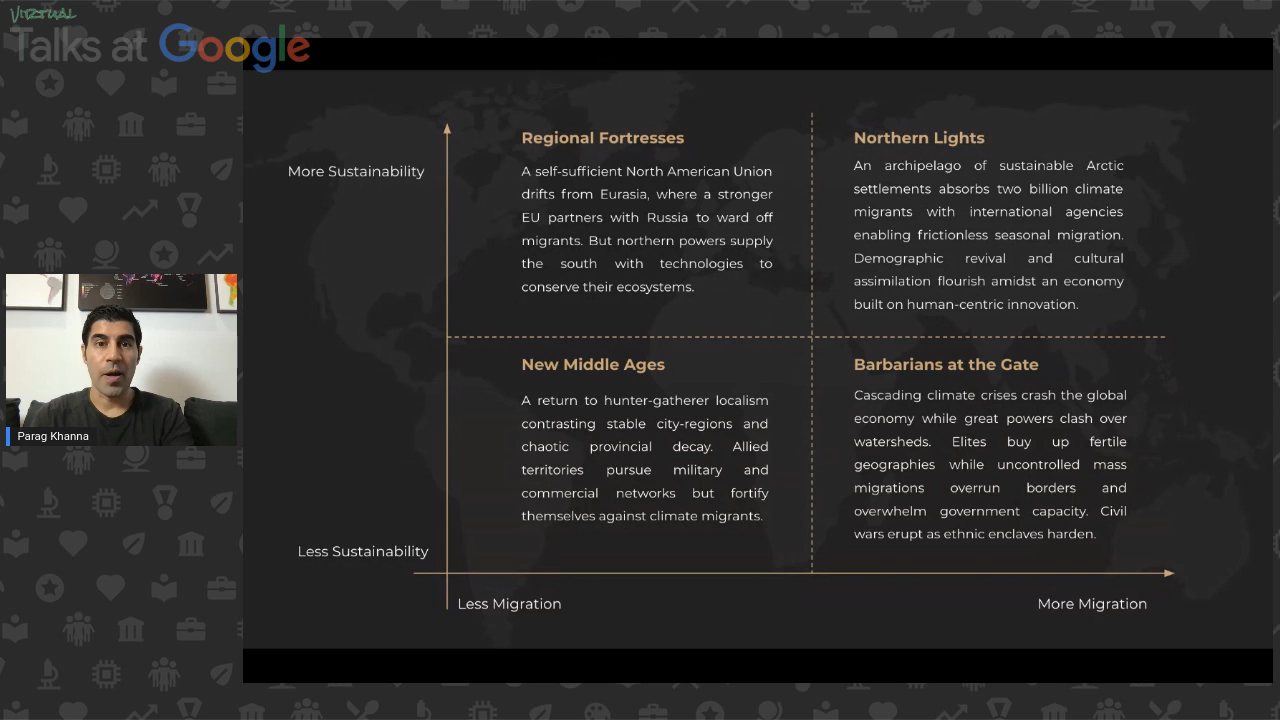 VIRTUAL
Talks at Google
More Sustainability
Regional Fortresses
A self-sufficient North American Union
drifts from Eurasia, where a stronger
EU partners with Russia to ward off
migrants. But northern powers supply
the south with technologies to
conserve their ecosystems.
Northern Lights
An archipelago of sustainable Arctic
settlements absorbs two billion climate
migrants with international agencies
enabling frictionless seasonal migration.
Demographic revival and cultural
assimilation flourish amidst an economy
built on human-centric innovation.
New Middle Ages
A return to hunter-gatherer localism
contrasting stable city-regions and
chaotic provincial decay. Allied
territories pursue military and
commercial networks but fortify
themselves against climate migrants.
Barbarians at the Gate
Cascading climate crises crash the global
economy while great powers clash over
watersheds. Elites buy up fertile
geographies while uncontrolled mass
migrations overrun borders and
overwhelm government capacity. Civil
wars erupt as ethnic enclaves harden.
Less Sustainability
Less Migration
More Migration
Parag Khanna